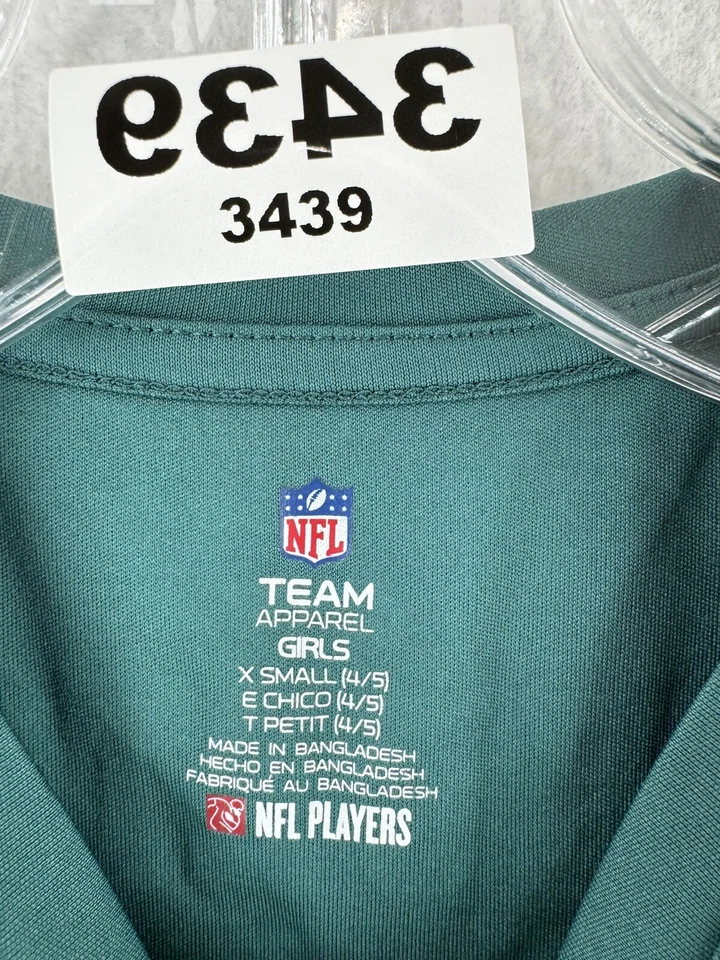 3439
3439
NFL
TEAM
APPAREL
GIRLS
X SMALL (4/5)
E CHICO (4/5)
T PETIT (4/5)
MADE IN BANGLADESH
HECHO EN BANGLADESH
FABRIQUÉ AU BANGLADESH
NFL PLAYERS